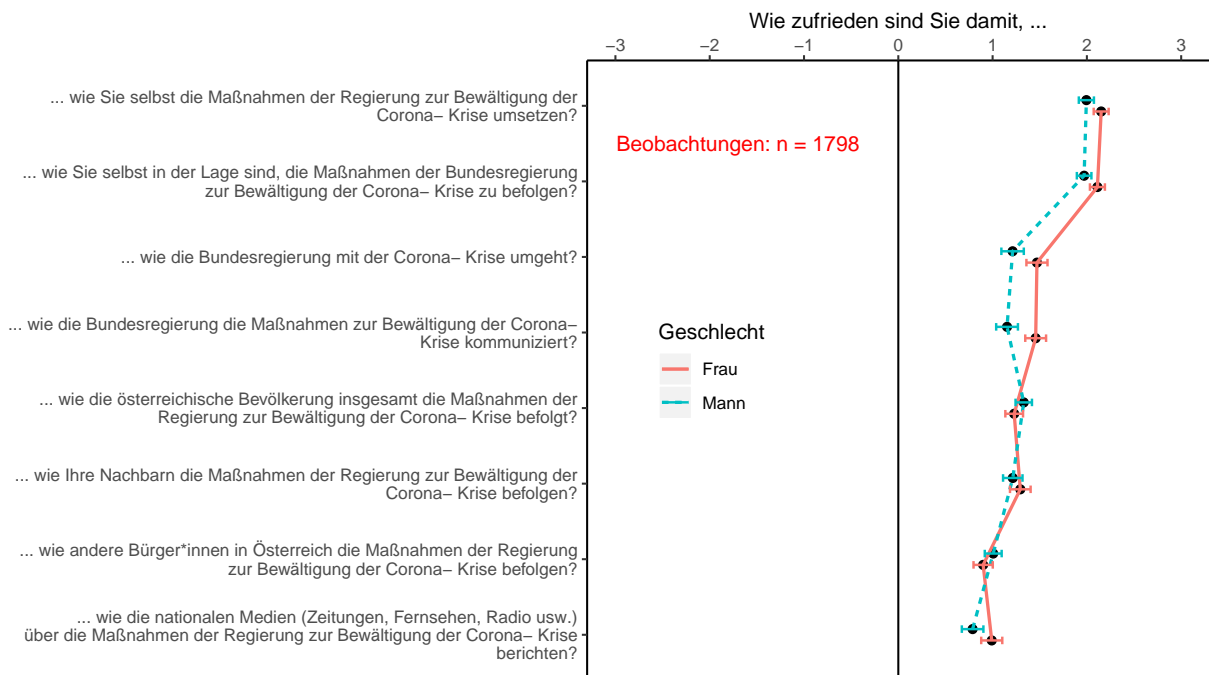 Wie zufrieden sind Sie damit, ...
−3 −2 −1 0 1 2 3
... wie Sie selbst die Maßnahmen der Regierung zur Bewältigung der
Corona− Krise umsetzen?
Beobachtungen: n = 1798
... wie Sie selbst in der Lage sind, die Maßnahmen der Bundesregierung
zur Bewältigung der Corona− Krise zu befolgen?
... wie die Bundesregierung mit der Corona− Krise umgeht?
... wie die Bundesregierung die Maßnahmen zur Bewältigung der Corona−
Krise kommuniziert?
Geschlecht
Frau
Mann
... wie die österreichische Bevölkerung insgesamt die Maßnahmen der
Regierung zur Bewältigung der Corona− Krise befolgt?
... wie Ihre Nachbarn die Maßnahmen der Regierung zur Bewältigung der
Corona− Krise befolgen?
... wie andere Bürger*innen in Österreich die Maßnahmen der Regierung
zur Bewältigung der Corona− Krise befolgen?
... wie die nationalen Medien (Zeitungen, Fernsehen, Radio usw.)
über die Maßnahmen der Regierung zur Bewältigung der Corona− Krise
berichten?